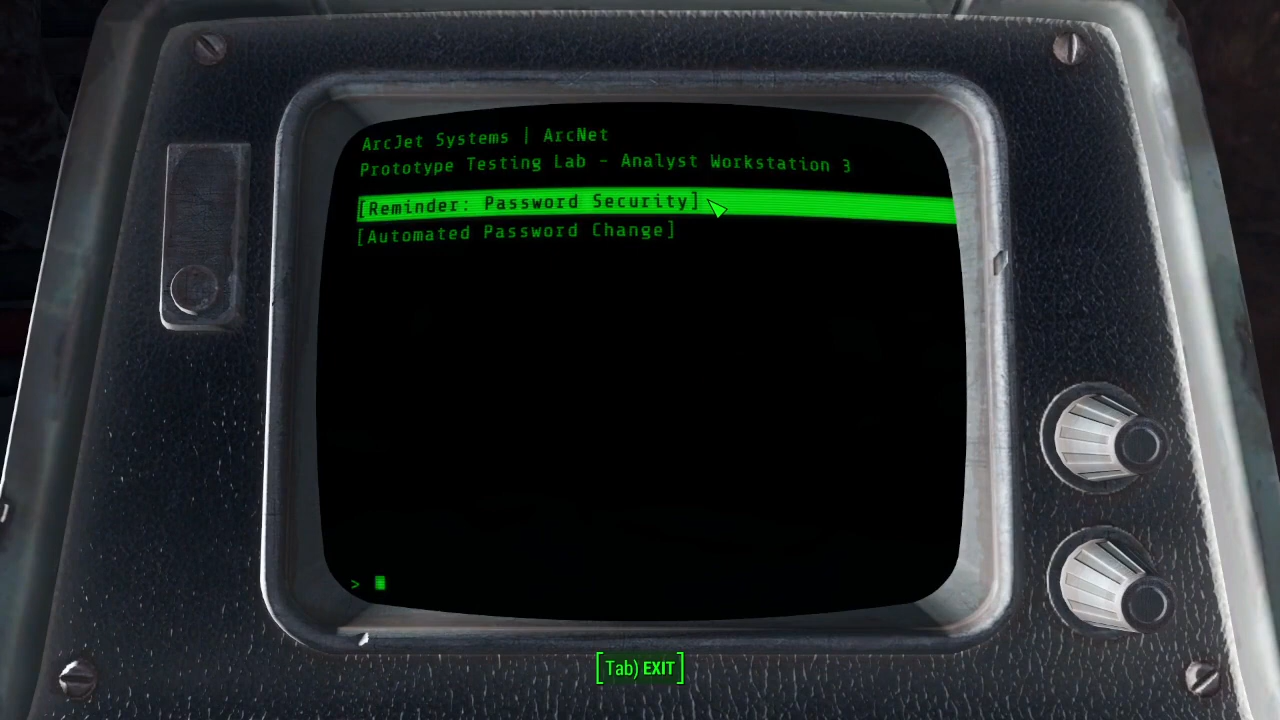 ArcJet Systems | ArcNet
Prototype Testing Lab - Analyst Workstation 3
[Reminder: Password Security]
[Automated Password Change]
>
[Tab) EXIT]